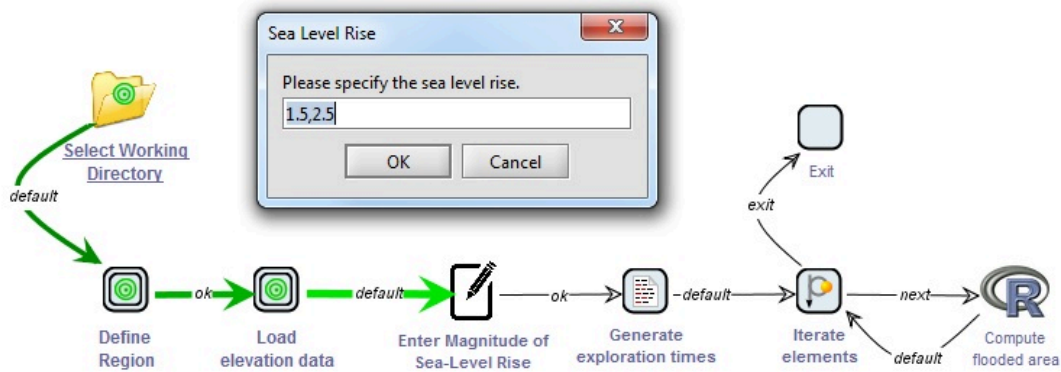 Sea Level Rise
Please specify the sea level rise.
1.5,2.5
OK
Cancel
Select Working
Directory
default
Exit
exit
ok
default
ok
default
next
default
Define
Region
Load
elevation data
Enter Magnitude of
Sea-Level Rise
Generate
exploration times
Iterate
elements
R
Compute
flooded area